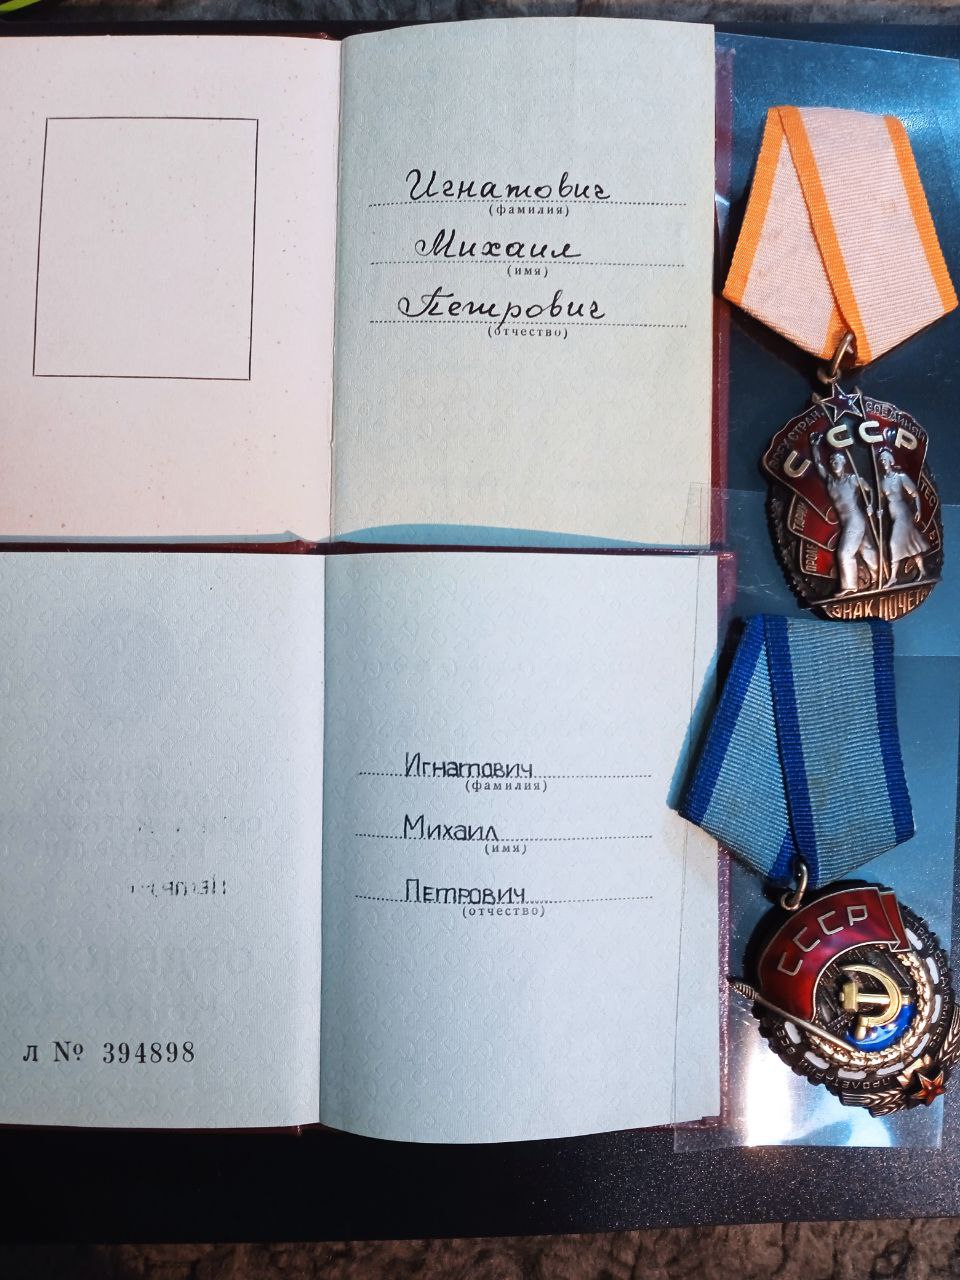 Игнатович
(фамилия)
Михаил
(имя)
Петрович
(отчество)
Игнатович
(фамилия)
Михаил
(имя)
Петрович
(отчество)
л № 394898
СССР
ЗНАК ПОЧЕТА
СССР